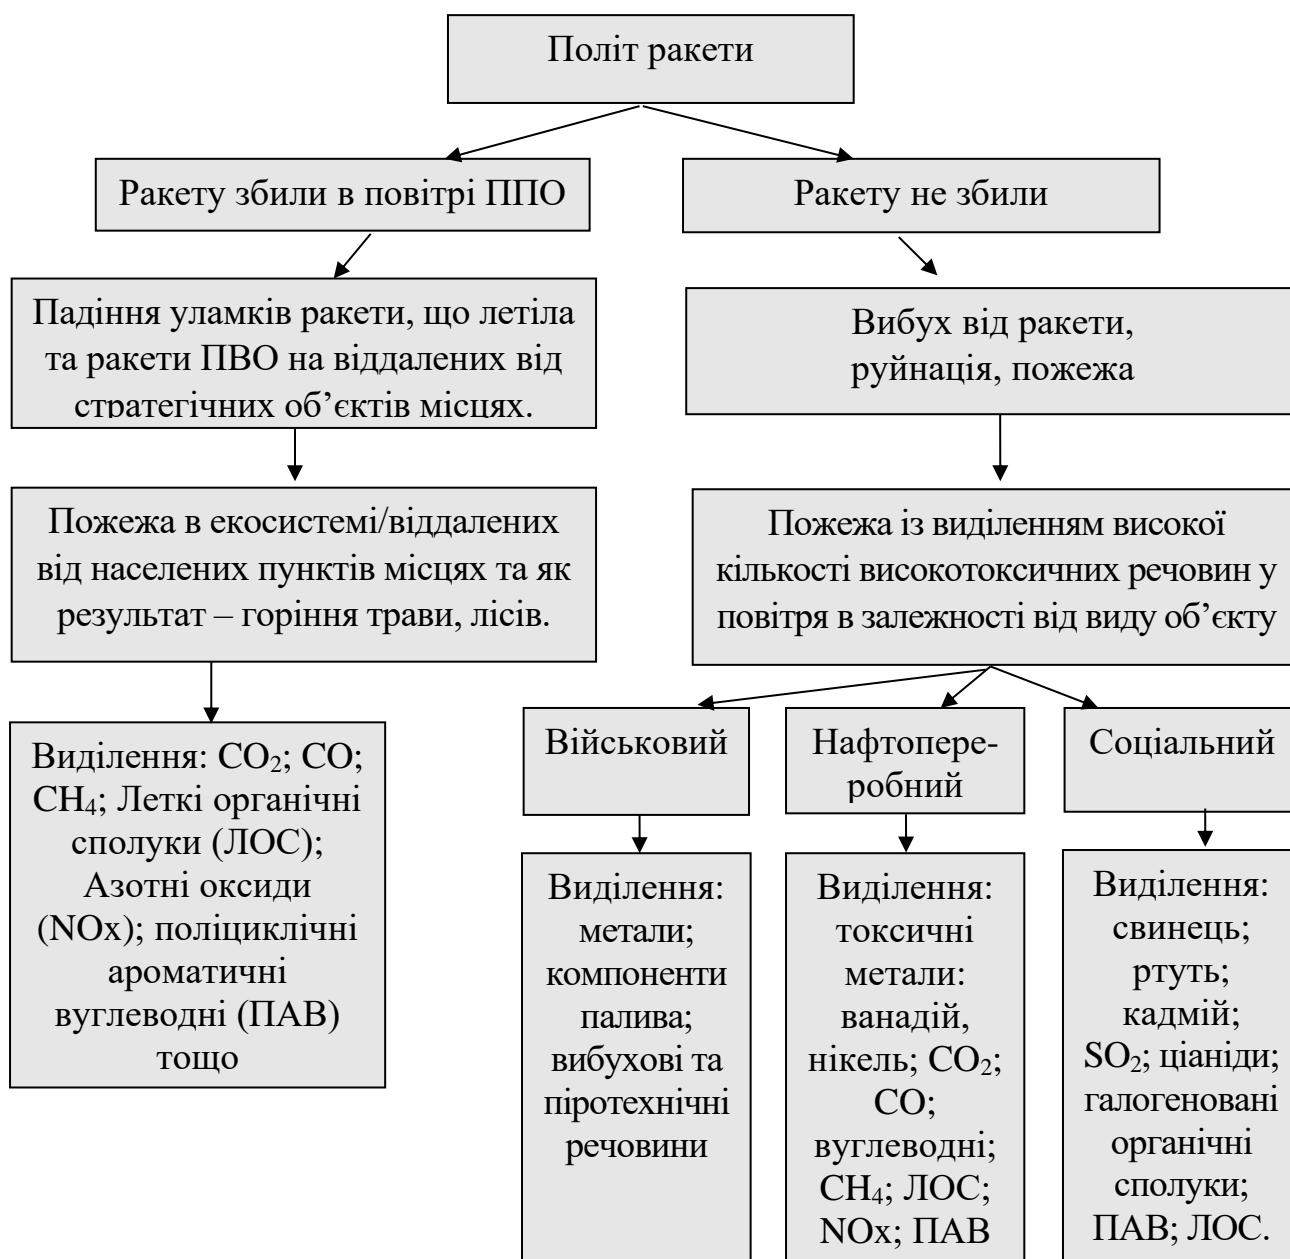 Політ ракети
Ракету збили в повітрі ППО
Ракету не збили
Падіння уламків ракети, що летіла
та ракети ПВО на віддалених від
стратегічних об’єктів місцях.
Вибух від ракети,
руйнація, пожежа
Пожежа в екосистемі/віддалених
від населених пунктів місцях та як
результат – горіння трави, лісів.
Пожежа із виділенням високої
кількості високотоксичних речовин у
повітря в залежності від виду об’єкту
Виділення: CO₂; CO;
CH₄; Леткі органічні
сполуки (ЛОС);
Азотні оксиди
(NOx); поліциклічні
ароматичні
вуглеводні (ПАВ)
тощо
Військовий
Нафтопере-
робний
Соціальний
Виділення:
метали;
компоненти
палива;
вибухові та
піротехнічні
речовини
Виділення:
токсичні
метали:
ванадій,
нікель; CO₂;
CO;
вуглеводні;
CH₄; ЛОС;
NOx; ПАВ
Виділення:
свинець;
ртуть;
кадмій;
SO₂; ціаніди;
галогеновані
органічні
сполуки;
ПАВ; ЛОС.